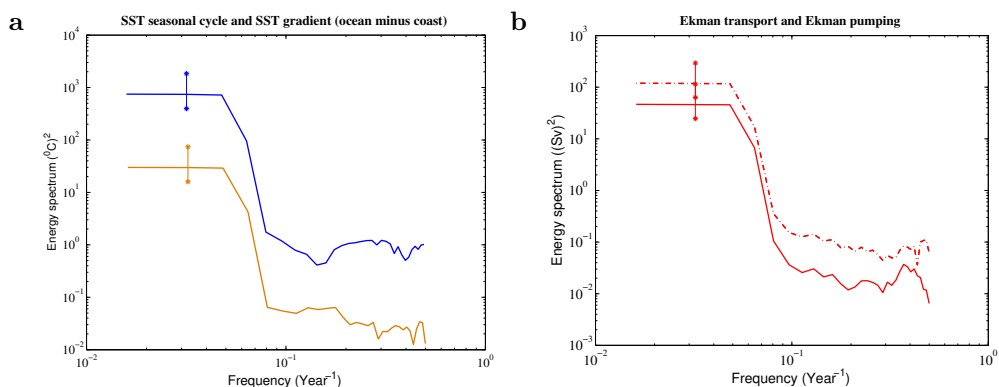 a
SST seasonal cycle and SST gradient (ocean minus coast)
10^4
10^3
10^2
10^1
10^0
10^-1
10^-2
Energy spectrum (^0C)^2
10^-2
10^-1
10^0
Frequency (Year^-1)
b
Ekman transport and Ekman pumping
10^3
10^2
10^1
10^0
10^-1
10^-2
10^-3
Energy spectrum ((Sv)^2
10^-2
10^-1
10^0
Frequency (Year^-1)